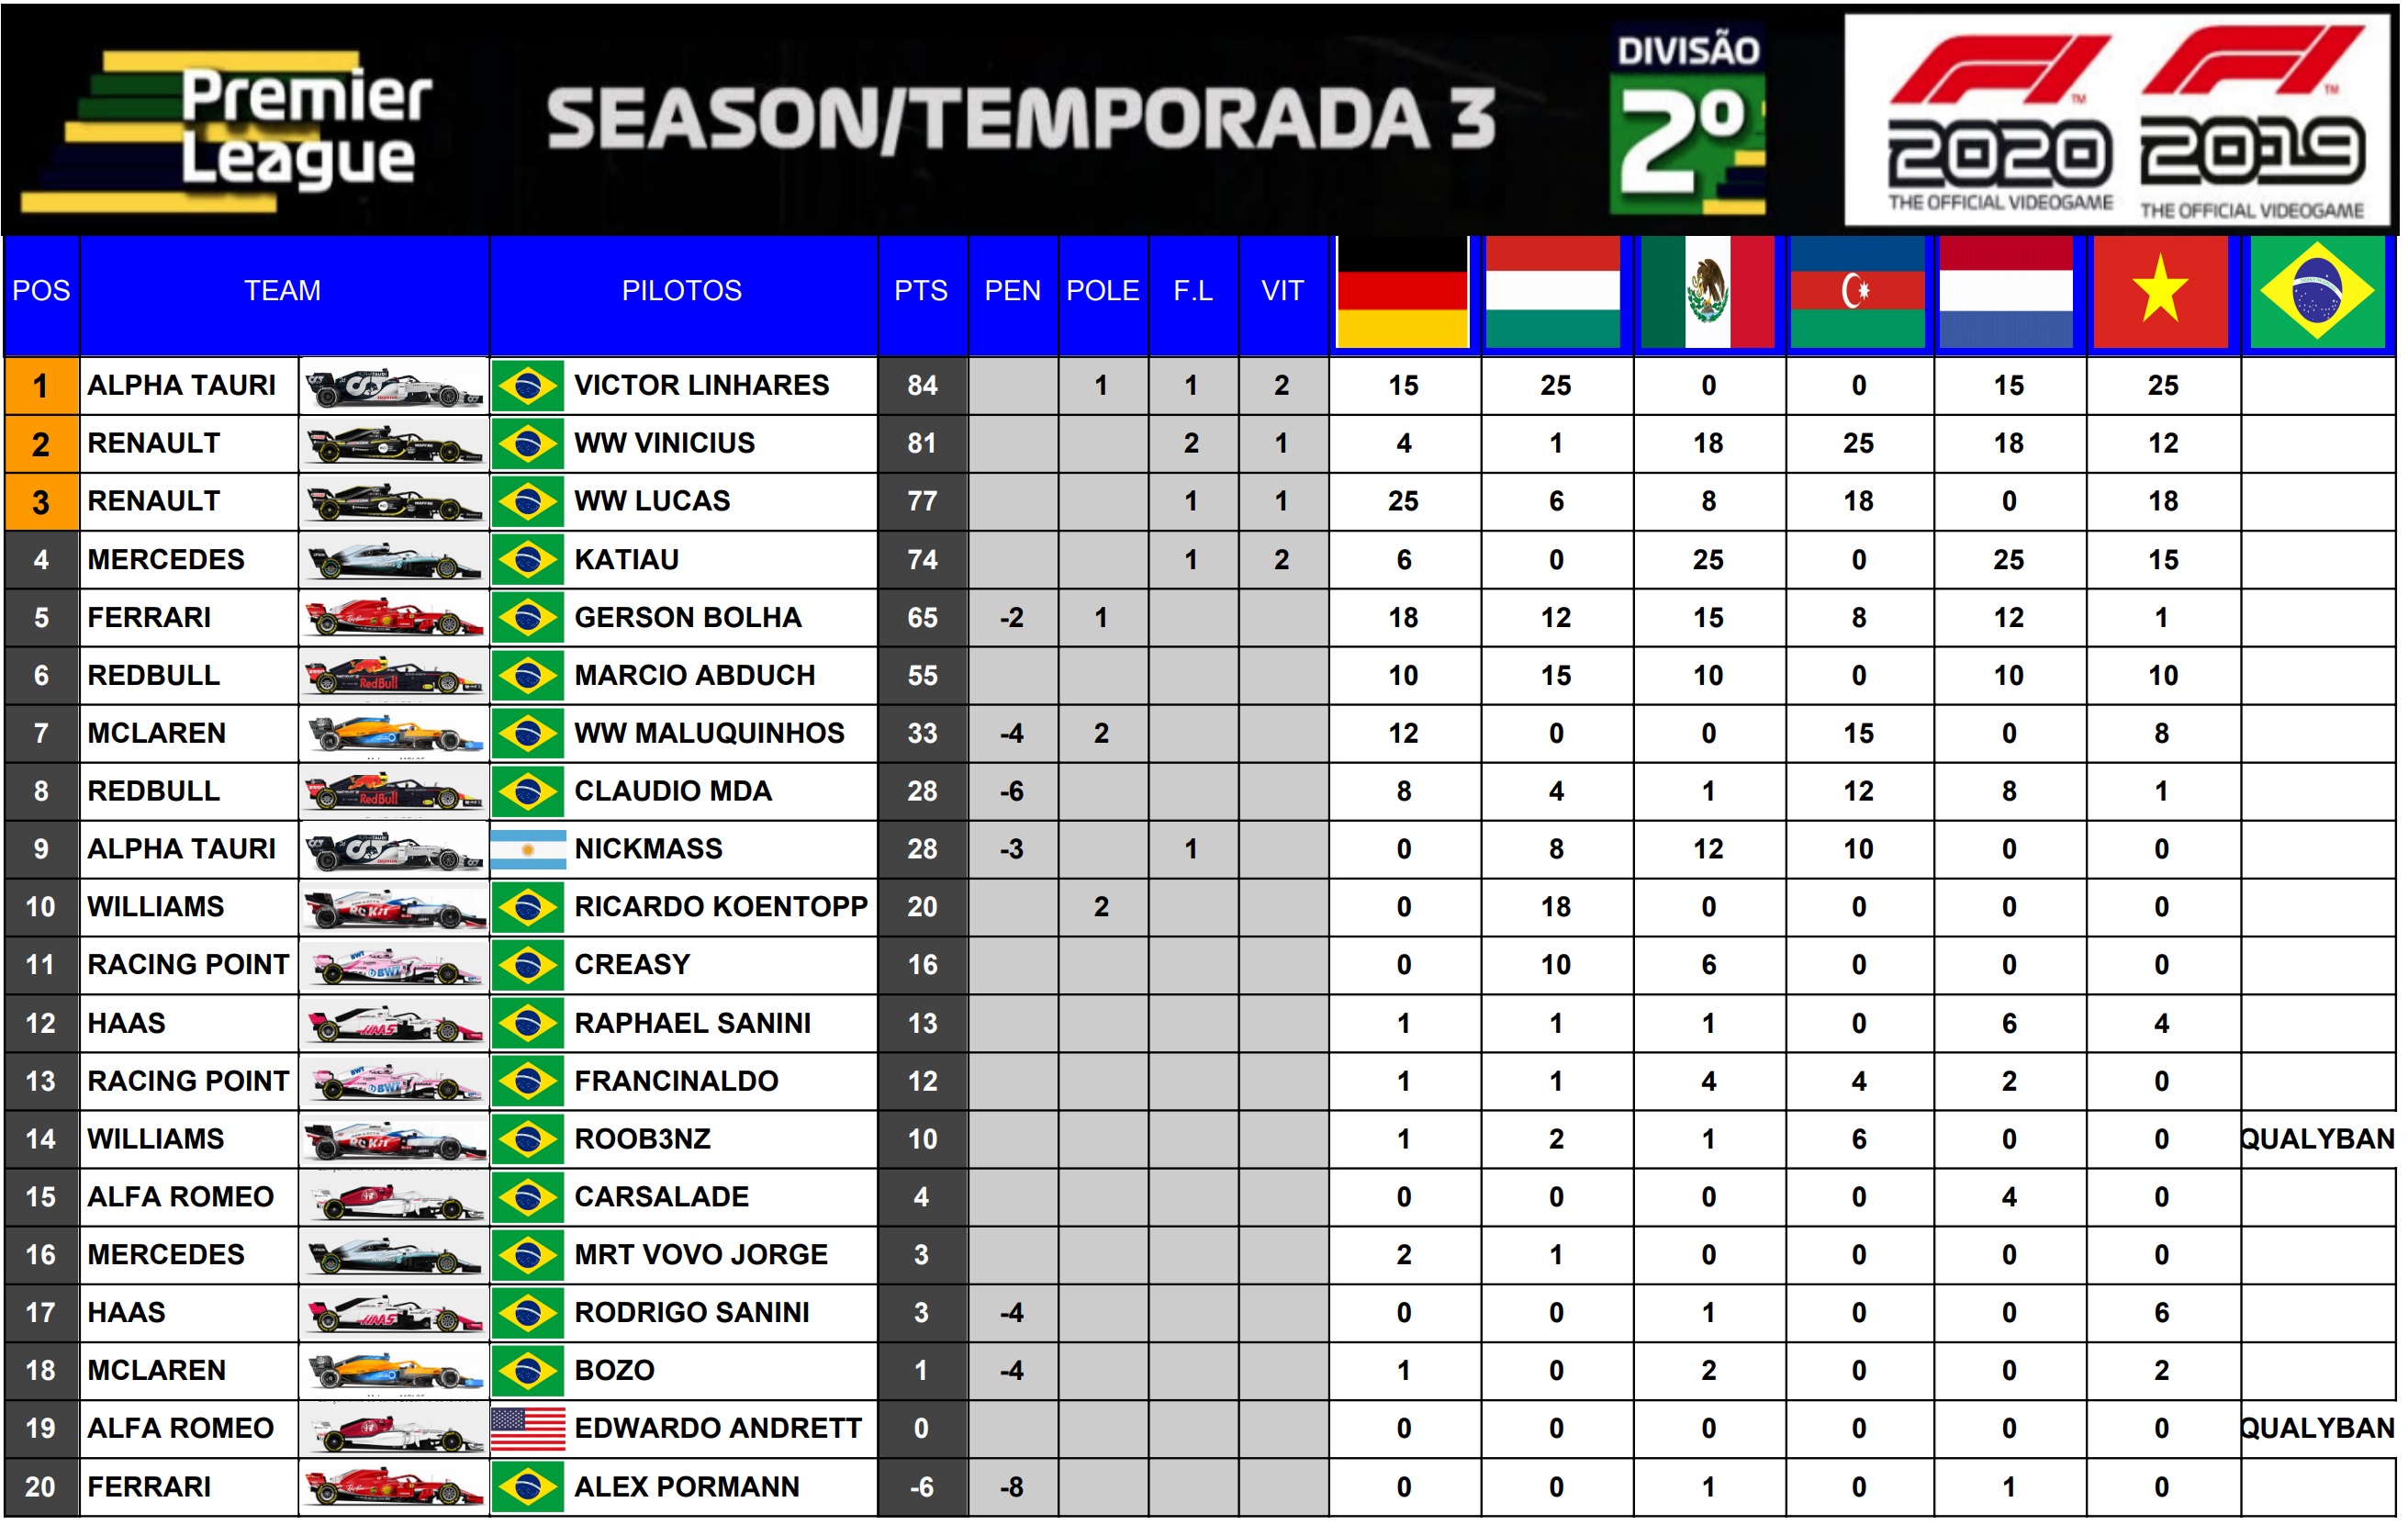 Premier
League
SEASON/TEMPORADA 3
DIVISÃO
2º
F1 TM
2020
THE OFFICIAL VIDEOGAME
F1 TM
2019
THE OFFICIAL VIDEOGAME
POS TEAM PILOTOS PTS PEN POLE F.L VIT
1 ALPHA TAURI VICTOR LINHARES 84 1 1 2 15 25 0 0 15 25
2 RENAULT WW VINICIUS 81 2 1 4 1 18 25 18 12
3 RENAULT WW LUCAS 77 1 1 25 6 8 18 0 18
4 MERCEDES KATIAU 74 1 2 6 0 25 0 25 15
5 FERRARI GERSON BOLHA 65 -2 1 18 12 15 8 12 1
6 REDBULL RedBull MARCIO ABDUCH 55 10 15 10 0 10 10
7 MCLAREN WW MALUQUINHOS 33 -4 2 12 0 0 15 0 8
8 REDBULL RedBull CLAUDIO MDA 28 -6 8 4 1 12 8 1
9 ALPHA TAURI NICKMASS 28 -3 1 0 8 12 10 0 0
10 WILLIAMS ROKiT RICARDO KOENTOPP 20 2 0 18 0 0 0 0
11 RACING POINT BWT CREASY 16 0 10 6 0 0 0
12 HAAS HAAS RAPHAEL SANINI 13 1 1 1 0 6 4
13 RACING POINT BWT FRANCINALDO 12 1 1 4 4 2 0
14 WILLIAMS ROKiT ROOB3NZ 10 1 2 1 6 0 0 QUALYBAN
15 ALFA ROMEO CARSALADE 4 0 0 0 0 4 0
16 MERCEDES MRT VOVO JORGE 3 2 1 0 0 0 0
17 HAAS HAAS RODRIGO SANINI 3 -4 0 0 1 0 0 6
18 MCLAREN BOZO 1 -4 1 0 2 0 0 2
19 ALFA ROMEO EDWARDO ANDRETT 0 0 0 0 0 0 0 QUALYBAN
20 FERRARI ALEX PORMANN -6 -8 0 0 1 0 1 0